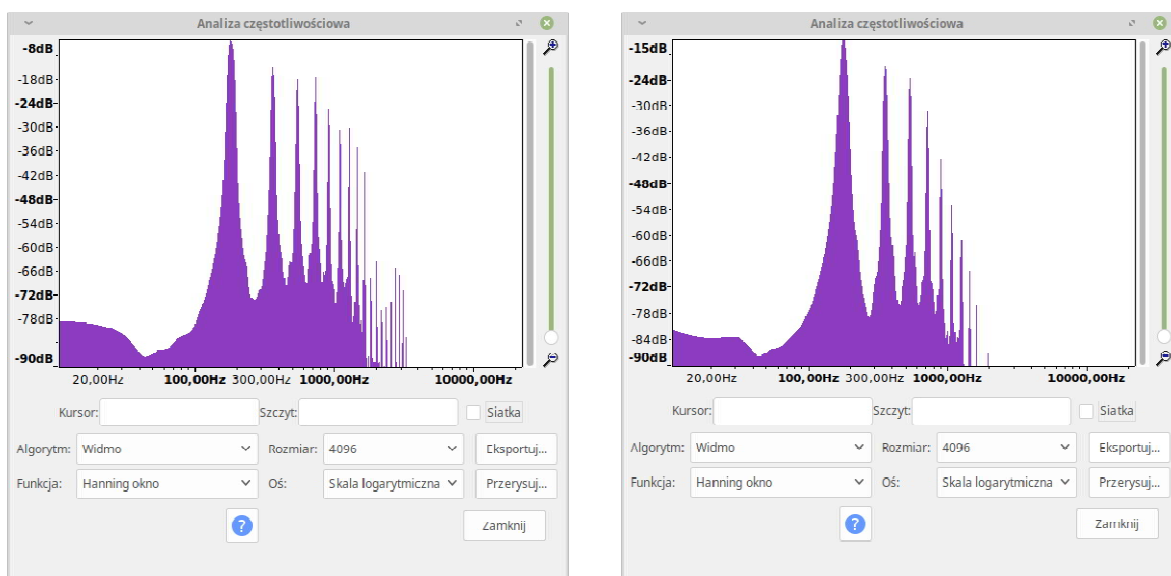 Analiza częstotliwościowa
-8dB
-18dB
-24dB
-30dB
-36dB
-42dB
-48dB
-54dB
-60dB
-66dB
-72dB
-78dB
-90dB
20,00Hz 100,00Hz 300,00Hz 1000,00Hz 10000,00Hz
Kursor: Szczyt: Siatka
Algorytm: Widmo Rozmiar: 4096 Eksportuj...
Funkcja: Hanning okno Oś: Skala logarytmiczna Przerysuj...
? Zamknij
Analiza częstotliwościowa
-15dB
-24dB
-30dB
-36dB
-42dB
-48dB
-54dB
-60dB
-66dB
-72dB
-78dB
-84dB
-90dB
20,00Hz 100,00Hz 300,00Hz 1000,00Hz 10000,00Hz
Kursor: Szczyt: Siatka
Algorytm: Widmo Rozmiar: 4096 Eksportuj...
Funkcja: Hanning okno Oś: Skala logarytmiczna Przerysuj...
? Zamknij